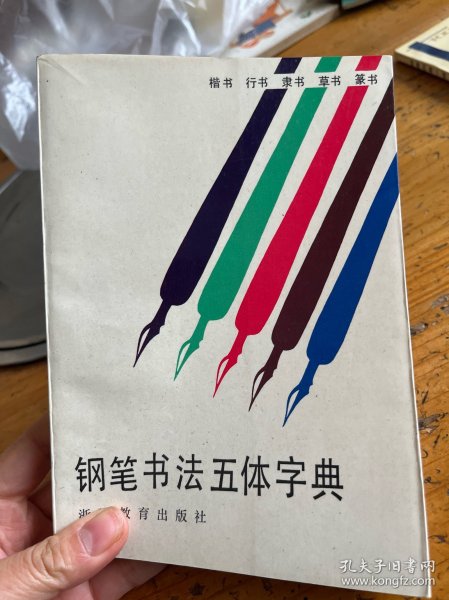 楷书 行书 隶书 草书 篆书
钢笔书法五体字典
浙 教育出版社
孔夫子旧书网
www.kongfz.com